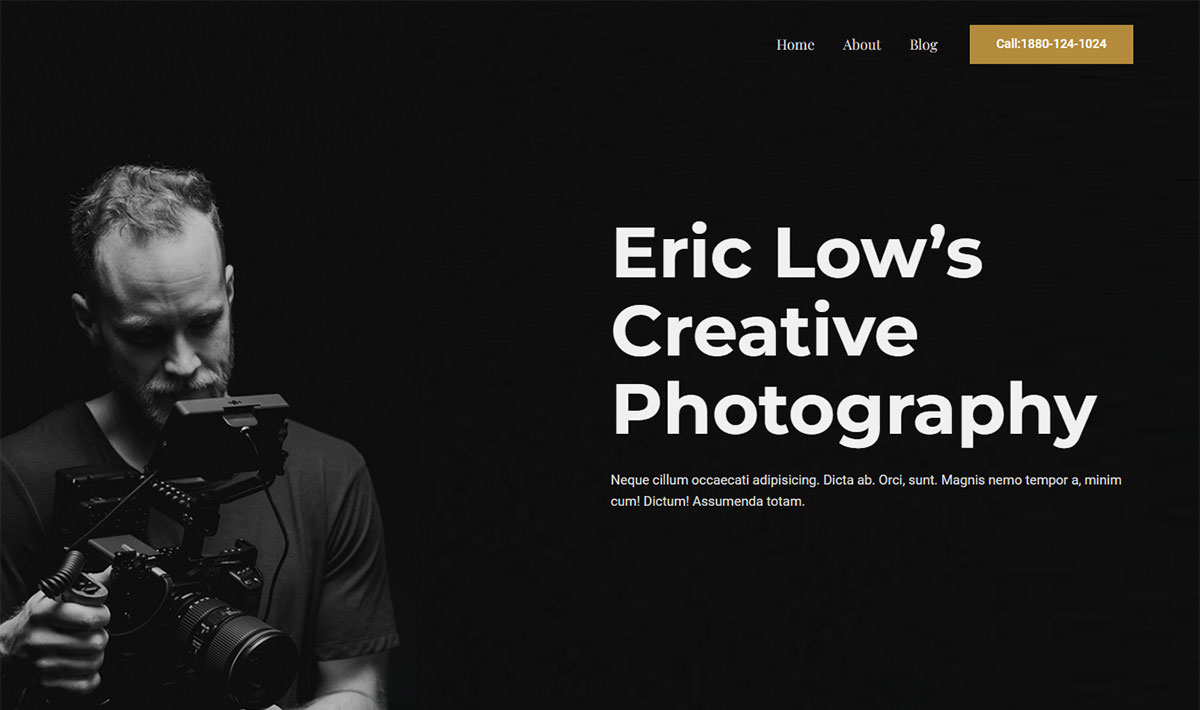 Home About Blog Call:1880-124-1024
Eric Low’s
Creative
Photography
Neque cillum occaecati adipisicing. Dicta ab. Orci, sunt. Magnis nemo tempor a, minim
cum! Dictum! Assumenda totam.